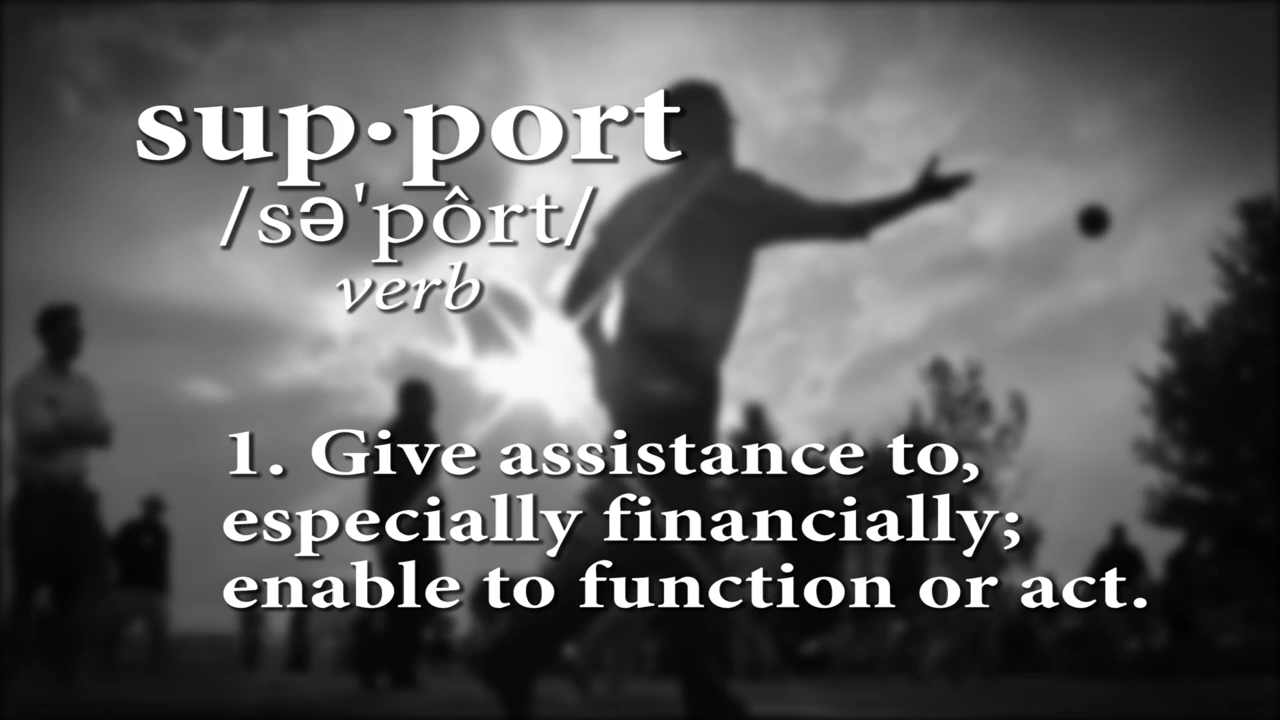 sup·port
/sə'pôrt/
verb
1. Give assistance to,
especially financially;
enable to function or act.